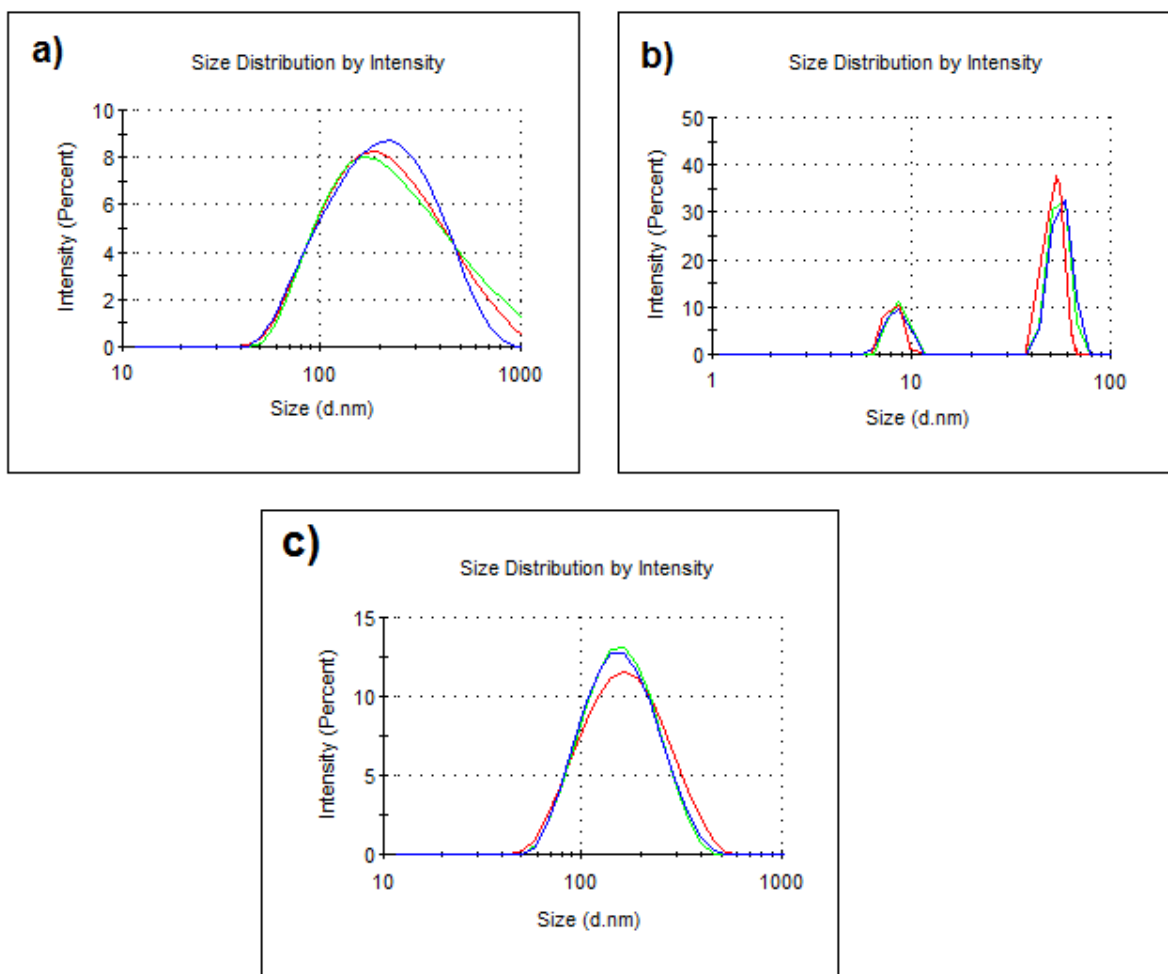 a)
Size Distribution by Intensity
Intensity (Percent)
10
8
6
4
2
0
10 100 1000
Size (d.nm)
b)
Size Distribution by Intensity
Intensity (Percent)
50
40
30
20
10
0
1 10 100
Size (d.nm)
c)
Size Distribution by Intensity
Intensity (Percent)
15
10
5
0
10 100 1000
Size (d.nm)